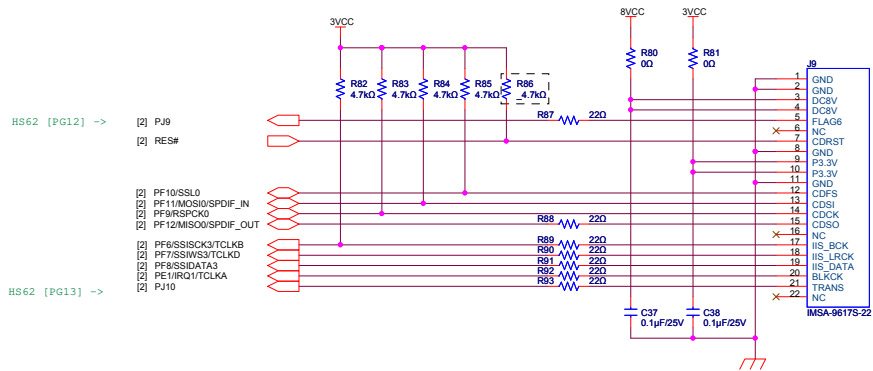 8VCC 3VCC
3VCC
R80
0Ω
R81
0Ω
J9
R82 R83 R84 R85 R86
4.7kΩ 4.7kΩ 4.7kΩ 4.7kΩ 4.7kΩ
1 GND
2 GND
3 DC8V
4 DC8V
HS62 [PG12] -> [2] PJ9 R87 22Ω 5 FLAG6
6 NC
[2] RES# 7 CDRST
8 GND
9 P3.3V
10 P3.3V
11 GND
[2] PF10/SSL0 12 CDFS
[2] PF11/MOSI0/SPDIF_IN 13 CDSI
[2] PF9/RSPCK0 14 CDCK
[2] PF12/MISO0/SPDIF_OUT R88 22Ω 15 CDSO
16 NC
[2] PF6/SSISCK3/TCLKB R89 22Ω 17 IIS_BCK
[2] PF7/SSIWS3/TCLKD R90 22Ω 18 IIS_LRCK
[2] PF8/SSIDATA3 R91 22Ω 19 IIS_DATA
[2] PE1/IRQ1/TCLKA R92 22Ω 20 BLKCK
HS62 [PG13] -> [2] PJ10 R93 22Ω 21 TRANS
22 NC
C37
0.1µF/25V
C38
0.1µF/25V
IMSA-9617S-22